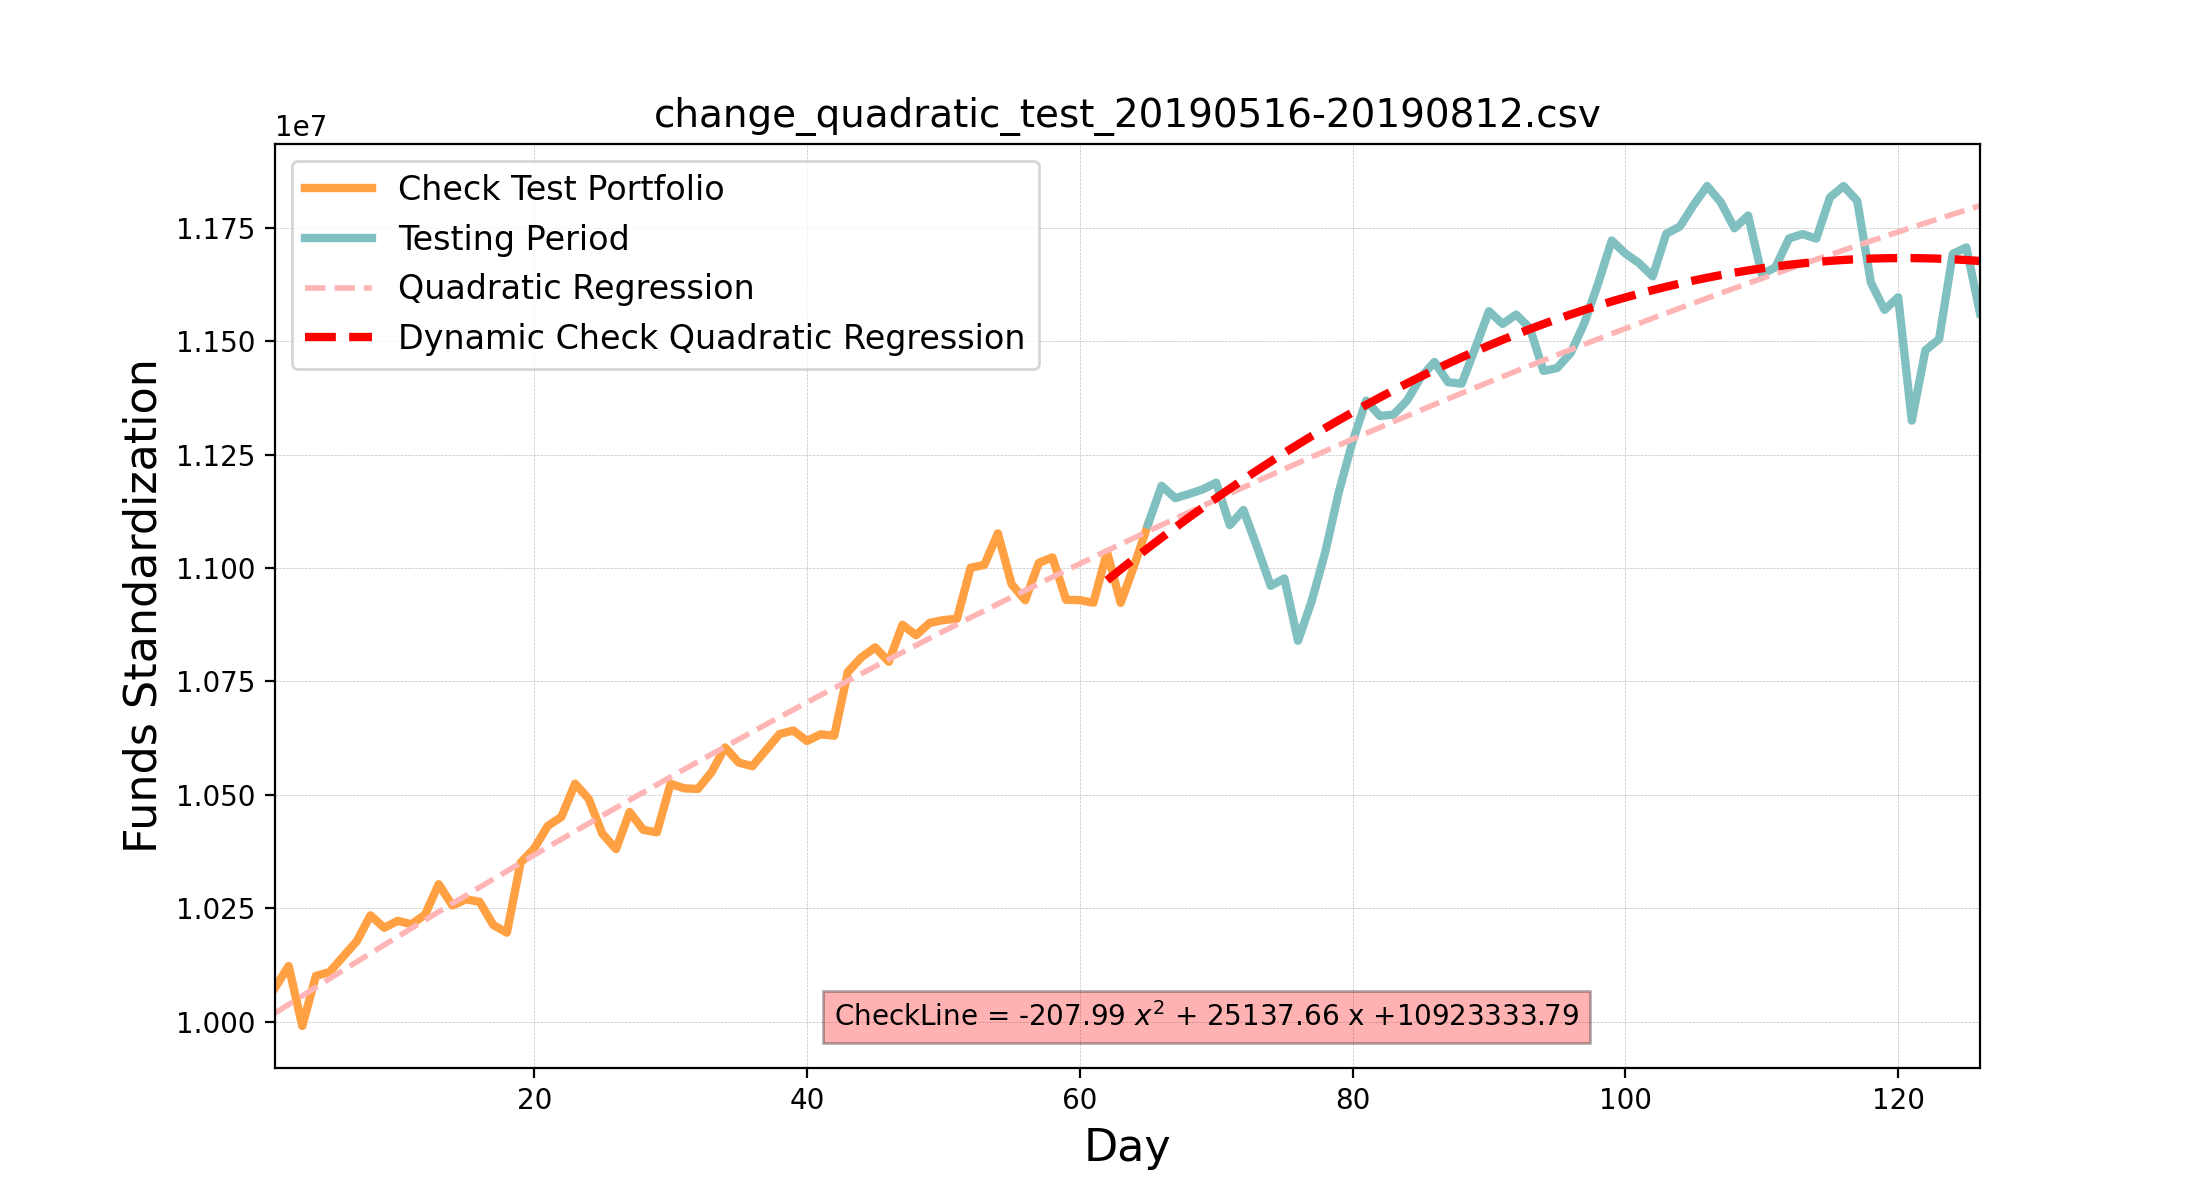 change_quadratic_test_20190516-20190812.csv
1e7
Check Test Portfolio
Testing Period
Quadratic Regression
Dynamic Check Quadratic Regression
1.175
1.150
1.125
1.100
1.075
1.050
1.025
1.000
Funds Standardization
CheckLine = -207.99 x² + 25137.66 x +10923333.79
20 40 60 80 100 120
Day